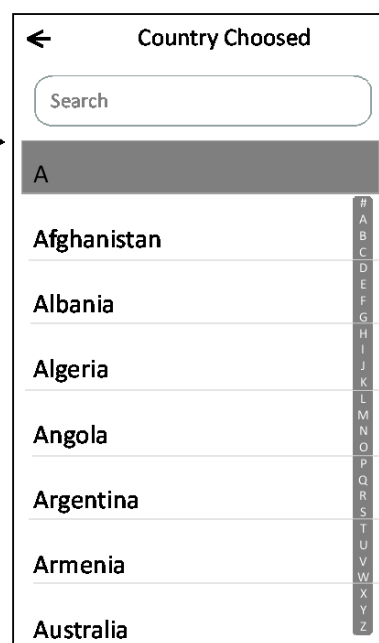 Country Choosed
Search
A
Afghanistan
Albania
Algeria
Angola
Argentina
Armenia
Australia
#
A
B
C
D
E
F
G
H
I
J
K
L
M
N
O
P
Q
R
S
T
U
V
W
X
Y
Z